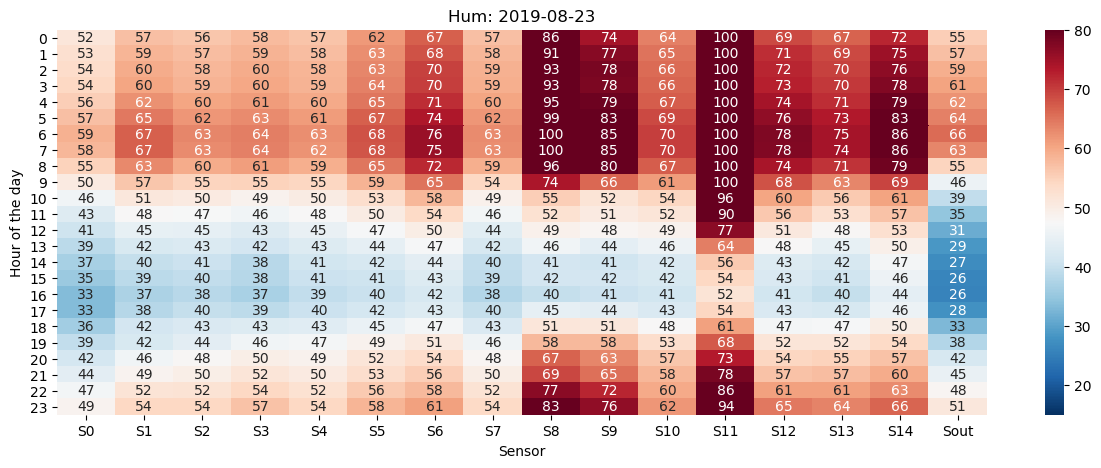 Hum: 2019-08-23
0 52 57 56 58 57 62 67 57 86 74 64 100 69 67 72 55
1 53 59 57 59 58 63 68 58 91 77 65 100 71 69 75 57
2 54 60 58 60 58 63 70 59 93 78 66 100 72 70 76 59
3 54 60 59 60 59 64 70 59 93 78 66 100 73 70 78 61
4 56 62 60 61 60 65 71 60 95 79 67 100 74 71 79 62
5 57 65 62 63 61 67 74 62 99 83 69 100 76 73 83 64
6 59 67 63 64 63 68 76 63 100 85 70 100 78 75 86 66
7 58 67 63 64 62 68 75 63 100 85 70 100 78 74 86 63
8 55 63 60 61 59 65 72 59 96 80 67 100 74 71 79 55
9 50 57 55 55 55 59 65 54 74 66 61 100 68 63 69 46
10 46 51 50 49 50 53 58 49 55 52 54 96 60 56 61 39
11 43 48 47 46 48 50 54 46 52 51 52 90 56 53 57 35
12 41 45 45 43 45 47 50 44 49 48 49 77 51 48 53 31
13 39 42 43 42 43 44 47 42 46 44 46 64 48 45 50 29
14 37 40 41 38 41 42 44 40 41 41 42 56 43 42 47 27
15 35 39 40 38 41 41 43 39 42 42 42 54 43 41 46 26
16 33 37 38 37 39 40 42 38 40 41 41 52 41 40 44 26
17 33 38 40 39 40 42 43 40 45 44 43 54 43 42 46 28
18 36 42 43 43 43 45 47 43 51 51 48 61 47 47 50 33
19 39 42 44 46 47 49 51 46 58 58 53 68 52 52 54 38
20 42 46 48 50 49 52 54 48 67 63 57 73 54 55 57 42
21 44 49 50 52 50 53 56 50 69 65 58 78 57 57 60 45
22 47 52 52 54 52 56 58 52 77 72 60 86 61 61 63 48
23 49 54 54 57 54 58 61 54 83 76 62 94 65 64 66 51
S0 S1 S2 S3 S4 S5 S6 S7 S8 S9 S10 S11 S12 S13 S14 Sout
Sensor
Hour of the day
80
70
60
50
40
30
20